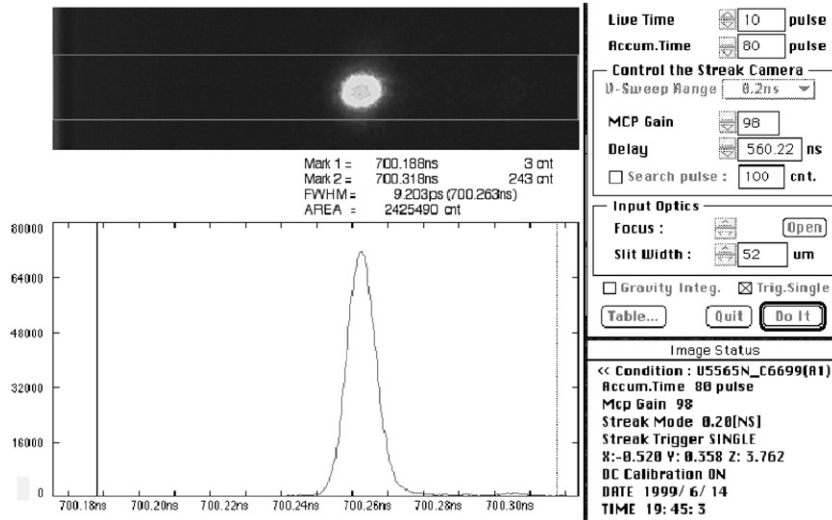 Live Time 10 pulse
Accum.Time 80 pulse
Control the Streak Camera
V-Sweep Range 0.2ns
MCP Gain 98
Delay 560.22 ns
Search pulse : 100 cnt.
Input Optics
Focus : Open
Slit Width : 52 um
Gravity Integ. Trig.Single
Table... Quit Do It
Mark 1 = 700.188ns 3 cnt
Mark 2 = 700.318ns 243 cnt
FWHM = 9.203ps (700.263ns)
AREA = 2425490 cnt
80000
64000
48000
32000
16000
0
700.18ns 700.20ns 700.22ns 700.24ns 700.26ns 700.28ns 700.30ns
Image Status
<< Condition : U5565N_C6699(A1)
Accum.Time 80 pulse
Mcp Gain 98
Streak Mode 0.20[NS]
Streak Trigger SINGLE
X:-0.520 Y: 0.358 Z: 3.762
DC Calibration ON
DATE 1999/ 6/ 14
TIME 19: 45: 3